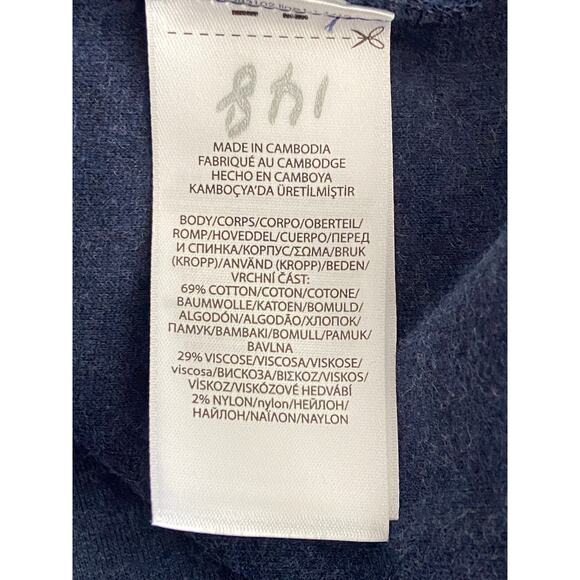 MADE IN CAMBODIA
FABRIQUÉ AU CAMBODGE
HECHO EN CAMBOYA
KAMBOÇYA'DA ÜRETİLMİŞTİR
BODY/CORPS/CORPO/OBERTEIL/
ROMP/HOVEDDEL/CUERPO/ПЕРЕД
И СПИНКА/КОРПУС/ΣΩΜΑ/BRUK
(KROPP)/ANVÄND (KROPP)/BEDEN/
VRCHNÍ ČÁST:
69% COTTON/COTON/COTONE/
BAUMWOLLE/KATOEN/BOMULD/
ALGODÓN/ALGODÃO/ХЛОПОК/
ПАМУК/ΒΑΜΒΑΚΙ/BOMULL/PAMUK/
BAVLNA
29% VISCOSE/VISCOSA/VISKOSE/
viscosa/ВИСКОЗА/ΒΙΣΚΟΖ/VISKOS/
VİSKOZ/VISKÓZOVÉ HEDVÁBÍ
2% NYLON/nylon/НЕЙЛОН/
НАЙЛОН/ΝΑΪΛΟΝ/NAYLON